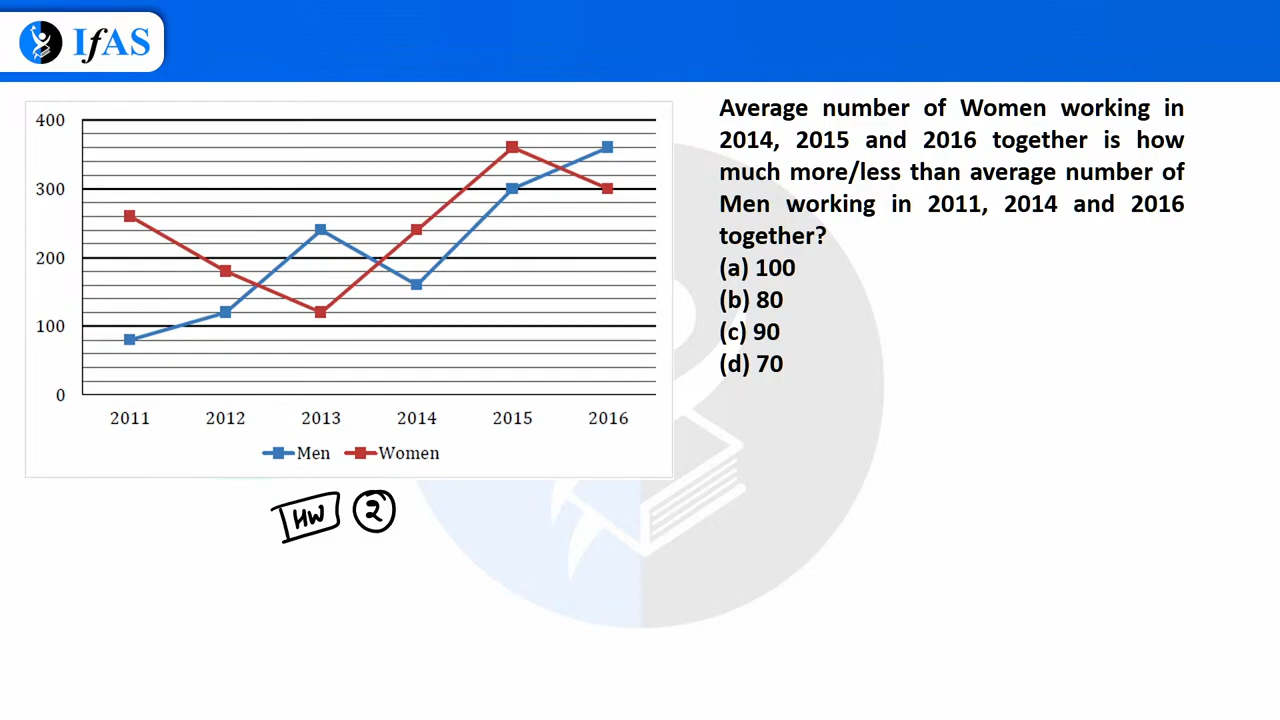 IfAS
Average number of Women working in
2014, 2015 and 2016 together is how
much more/less than average number of
Men working in 2011, 2014 and 2016
together?
(a) 100
(b) 80
(c) 90
(d) 70
400
300
200
100
0
2011 2012 2013 2014 2015 2016
Men Women
HW 2